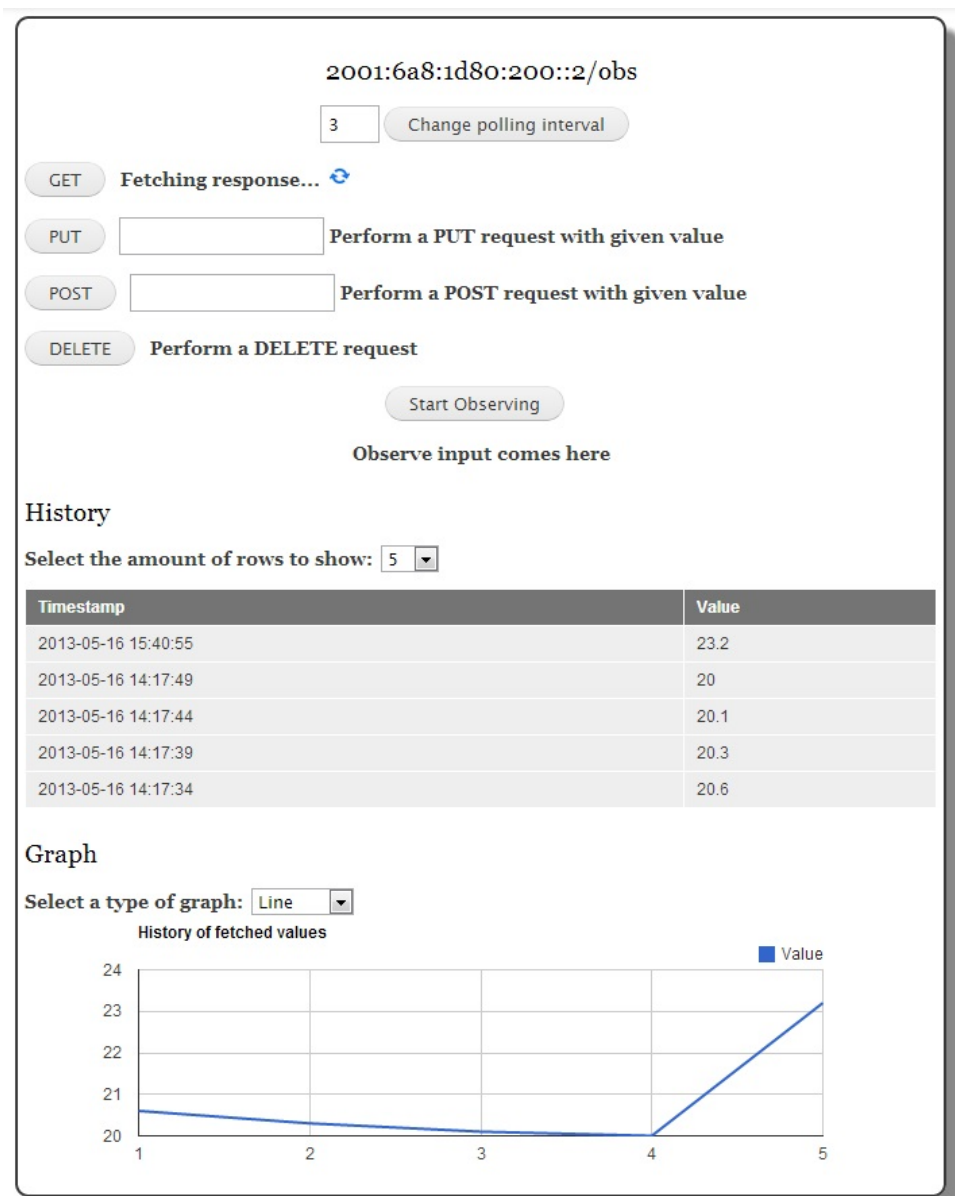 2001:6a8:1d80:200::2/obs
3 Change polling interval
GET Fetching response...
PUT Perform a PUT request with given value
POST Perform a POST request with given value
DELETE Perform a DELETE request
Start Observing
Observe input comes here
History
Select the amount of rows to show: 5
Timestamp Value
2013-05-16 15:40:55 23.2
2013-05-16 14:17:49 20
2013-05-16 14:17:44 20.1
2013-05-16 14:17:39 20.3
2013-05-16 14:17:34 20.6
Graph
Select a type of graph: Line
History of fetched values
Value
24
23
22
21
20
1 2 3 4 5